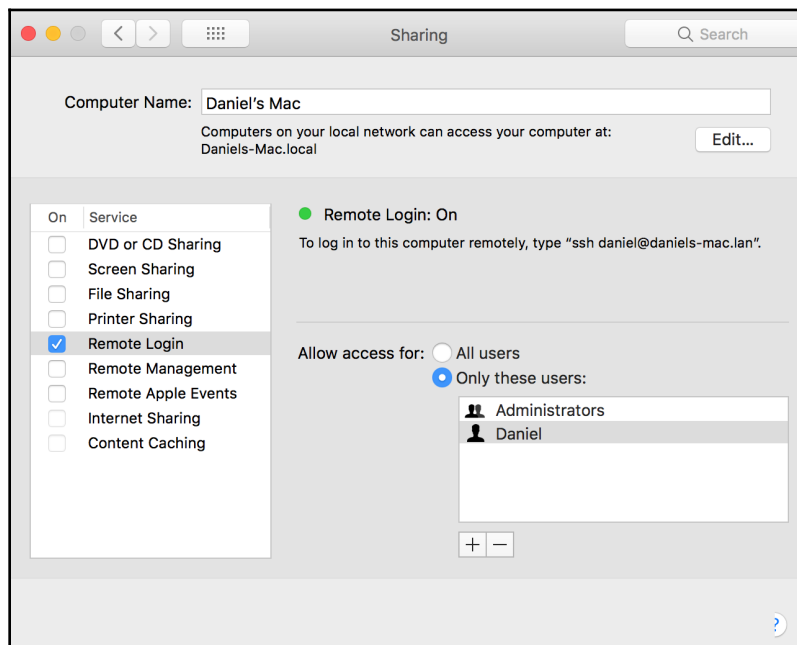 Sharing
Search
Computer Name:
Daniel's Mac
Computers on your local network can access your computer at:
Daniels-Mac.local
Edit...
On
Service
DVD or CD Sharing
Screen Sharing
File Sharing
Printer Sharing
Remote Login
Remote Management
Remote Apple Events
Internet Sharing
Content Caching
Remote Login: On
To log in to this computer remotely, type “ssh daniel@daniels-mac.lan”.
Allow access for:
All users
Only these users:
Administrators
Daniel
+
−
?